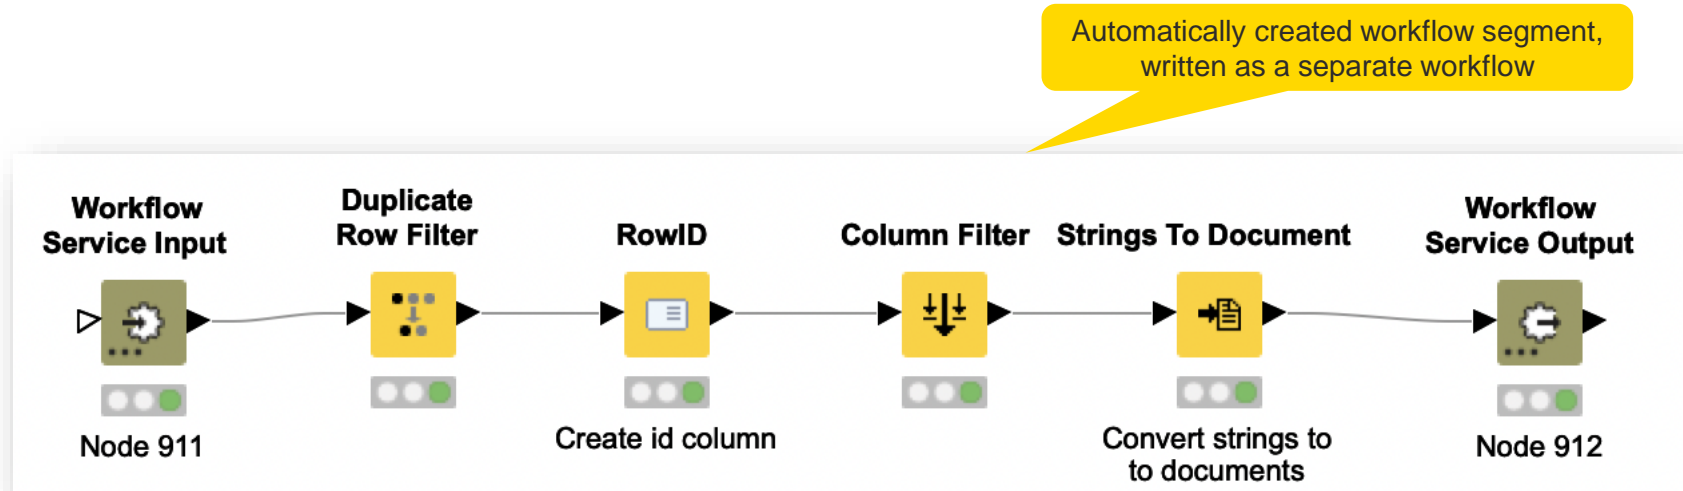 Automatically created workflow segment,
written as a separate workflow
Workflow
Service Input
Duplicate
Row Filter
RowID
Column Filter
Strings To Document
Workflow
Service Output
Node 911
Create id column
Convert strings to
to documents
Node 912